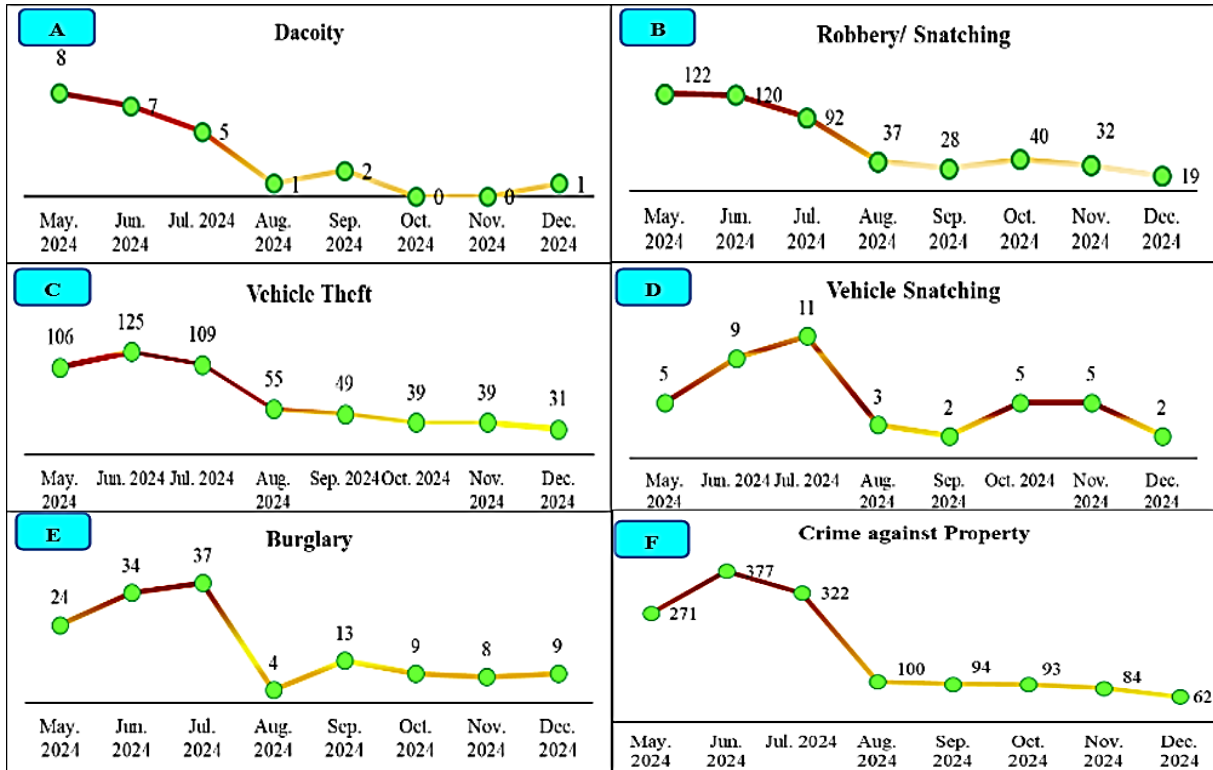 A
Dacoity
8
7
5
1
2
0
0
1
May. 2024
Jun. 2024
Jul. 2024
Aug. 2024
Sep. 2024
Oct. 2024
Nov. 2024
Dec. 2024
B
Robbery/ Snatching
122
120
92
37
28
40
32
19
May. 2024
Jun. 2024
Jul. 2024
Aug. 2024
Sep. 2024
Oct. 2024
Nov. 2024
Dec. 2024
C
Vehicle Theft
106
125
109
55
49
39
39
31
May. 2024
Jun. 2024
Jul. 2024
Aug. 2024
Sep. 2024
Oct. 2024
Nov. 2024
Dec. 2024
D
Vehicle Snatching
5
9
11
3
2
5
5
2
May. 2024
Jun. 2024
Jul. 2024
Aug. 2024
Sep. 2024
Oct. 2024
Nov. 2024
Dec. 2024
E
Burglary
24
34
37
4
13
9
8
9
May. 2024
Jun. 2024
Jul. 2024
Aug. 2024
Sep. 2024
Oct. 2024
Nov. 2024
Dec. 2024
F
Crime against Property
271
377
322
100
94
93
84
62
May. 2024
Jun. 2024
Jul. 2024
Aug. 2024
Sep. 2024
Oct. 2024
Nov. 2024
Dec. 2024